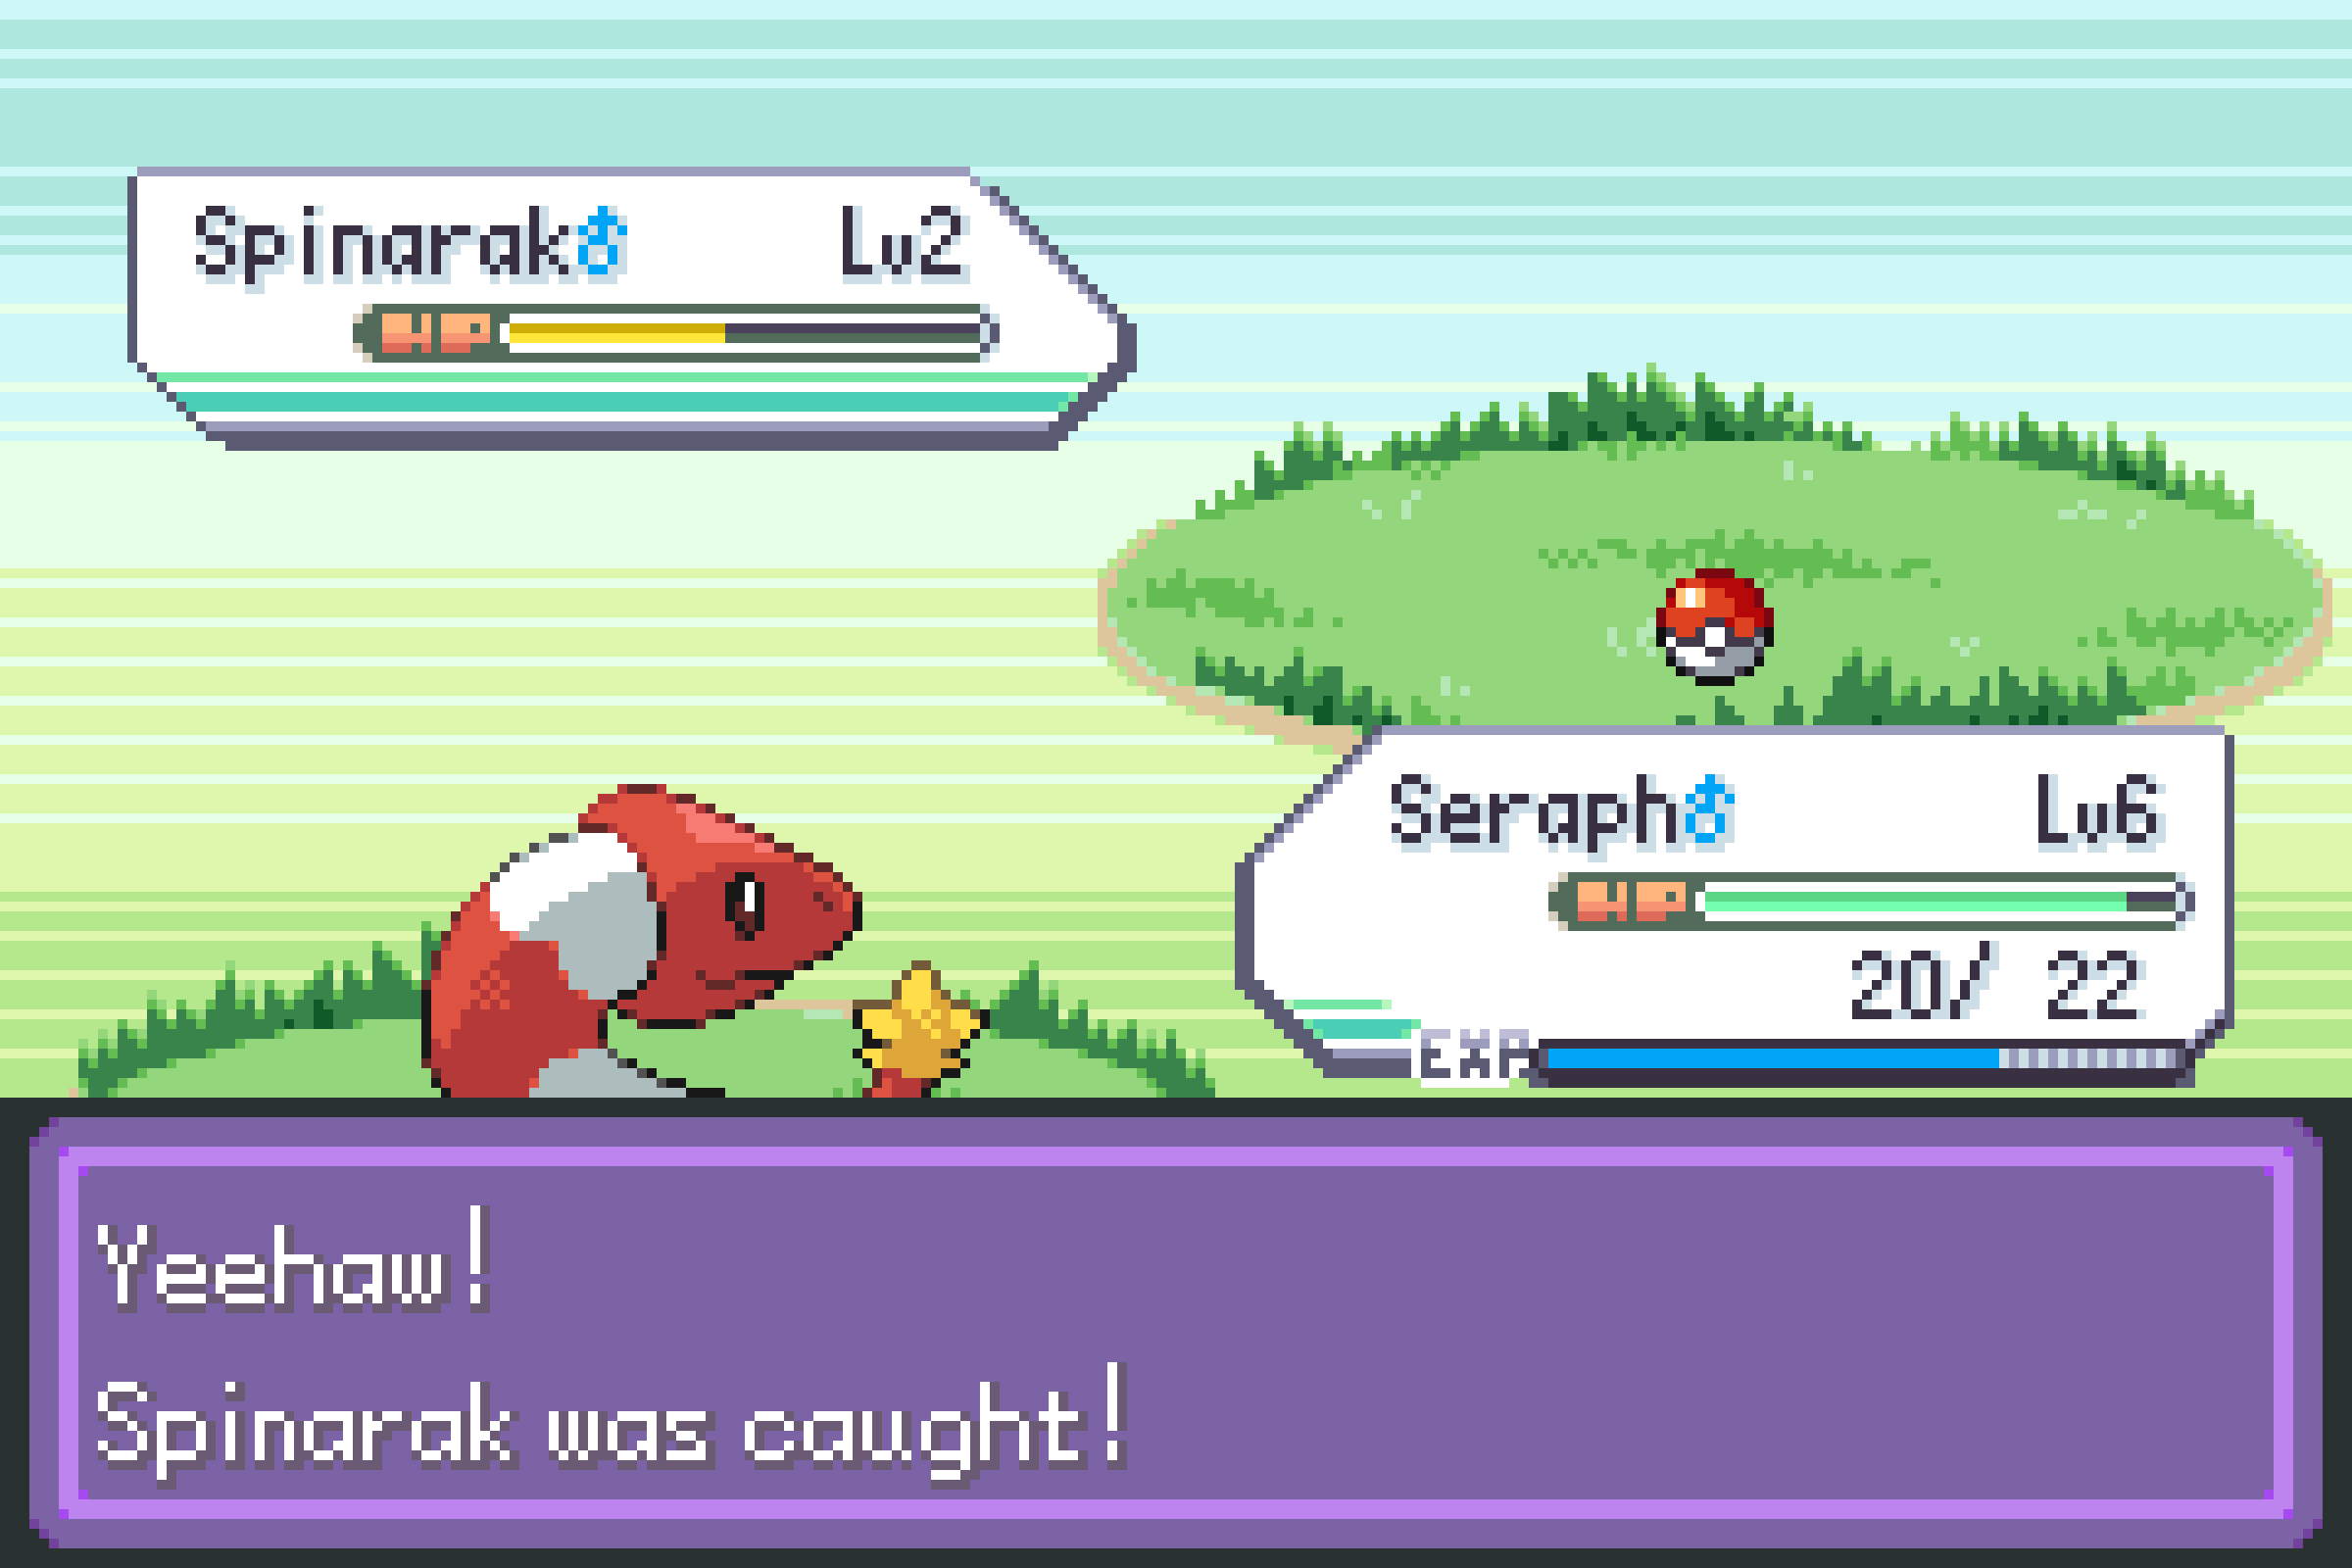 Spinarak♂ Lv2
HP
Seraph♂ Lv6
HP
20/ 22
EXP
Yeehaw!
Spinarak was caught!